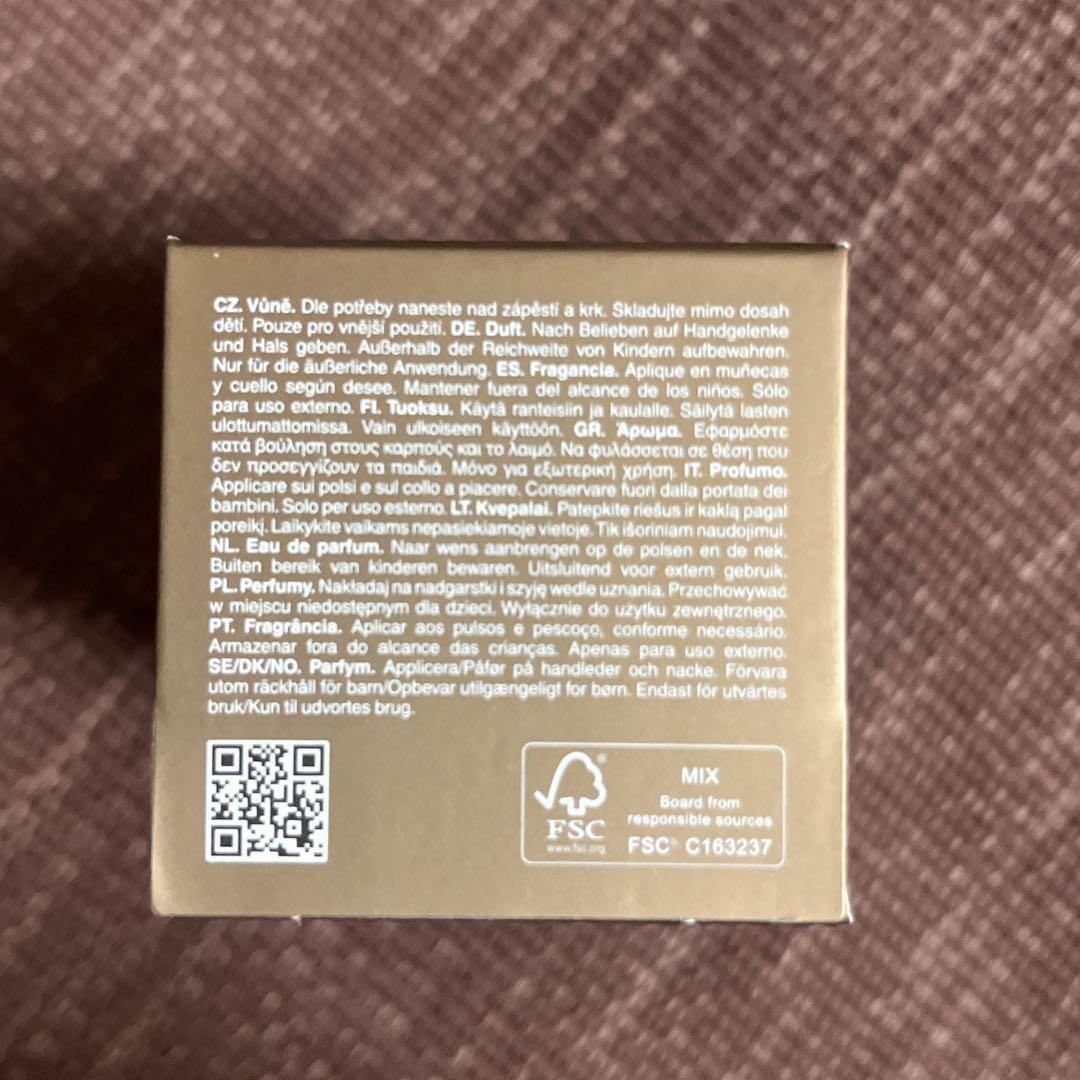 CZ. Vůně. Dle potřeby naneste nad zápěstí a krk. Skladujte mimo dosah
dětí. Pouze pro vnější použití. DE. Duft. Nach Belieben auf Handgelenke
und Hals geben. Außerhalb der Reichweite von Kindern aufbewahren.
Nur für die äußerliche Anwendung. ES. Fragancia. Aplique en muñecas
y cuello según desee. Mantener fuera del alcance de los niños. Sólo
para uso externo. FI. Tuoksu. Käytä ranteisiin ja kaulalle. Säilytä lasten
ulottumattomissa. Vain ulkoiseen käyttöön. GR. Άρωμα. Εφαρμόστε
κατά βούληση στους καρπούς και το λαιμό. Να φυλάσσεται σε θέση που
δεν προσεγγίζουν τα παιδιά. Μόνο για εξωτερική χρήση. IT. Profumo.
Applicare sui polsi e sul collo a piacere. Conservare fuori dalla portata dei
bambini. Solo per uso esterno. LT. Kvepalai. Patepkite riešus ir kaklą pagal
poreikį. Laikykite vaikams nepasiekiamoje vietoje. Tik išoriniam naudojimui.
NL. Eau de parfum. Naar wens aanbrengen op de polsen en de nek.
Buiten bereik van kinderen bewaren. Uitsluitend voor extern gebruik.
PL. Perfumy. Nakładaj na nadgarstki i szyję wedle uznania. Przechowywać
w miejscu niedostępnym dla dzieci. Wyłącznie do użytku zewnętrznego.
PT. Fragrância. Aplicar aos pulsos e pescoço, conforme necessário.
Armazenar fora do alcance das crianças. Apenas para uso externo.
SE/DK/NO. Parfym. Applicera/Påfør på handleder och nacke. Förvara
utom räckhåll för barn/Opbevar utilgængeligt for børn. Endast för utvärtes
bruk/Kun til udvortes brug.
FSC®
www.fsc.org
MIX
Board from
responsible sources
FSC® C163237